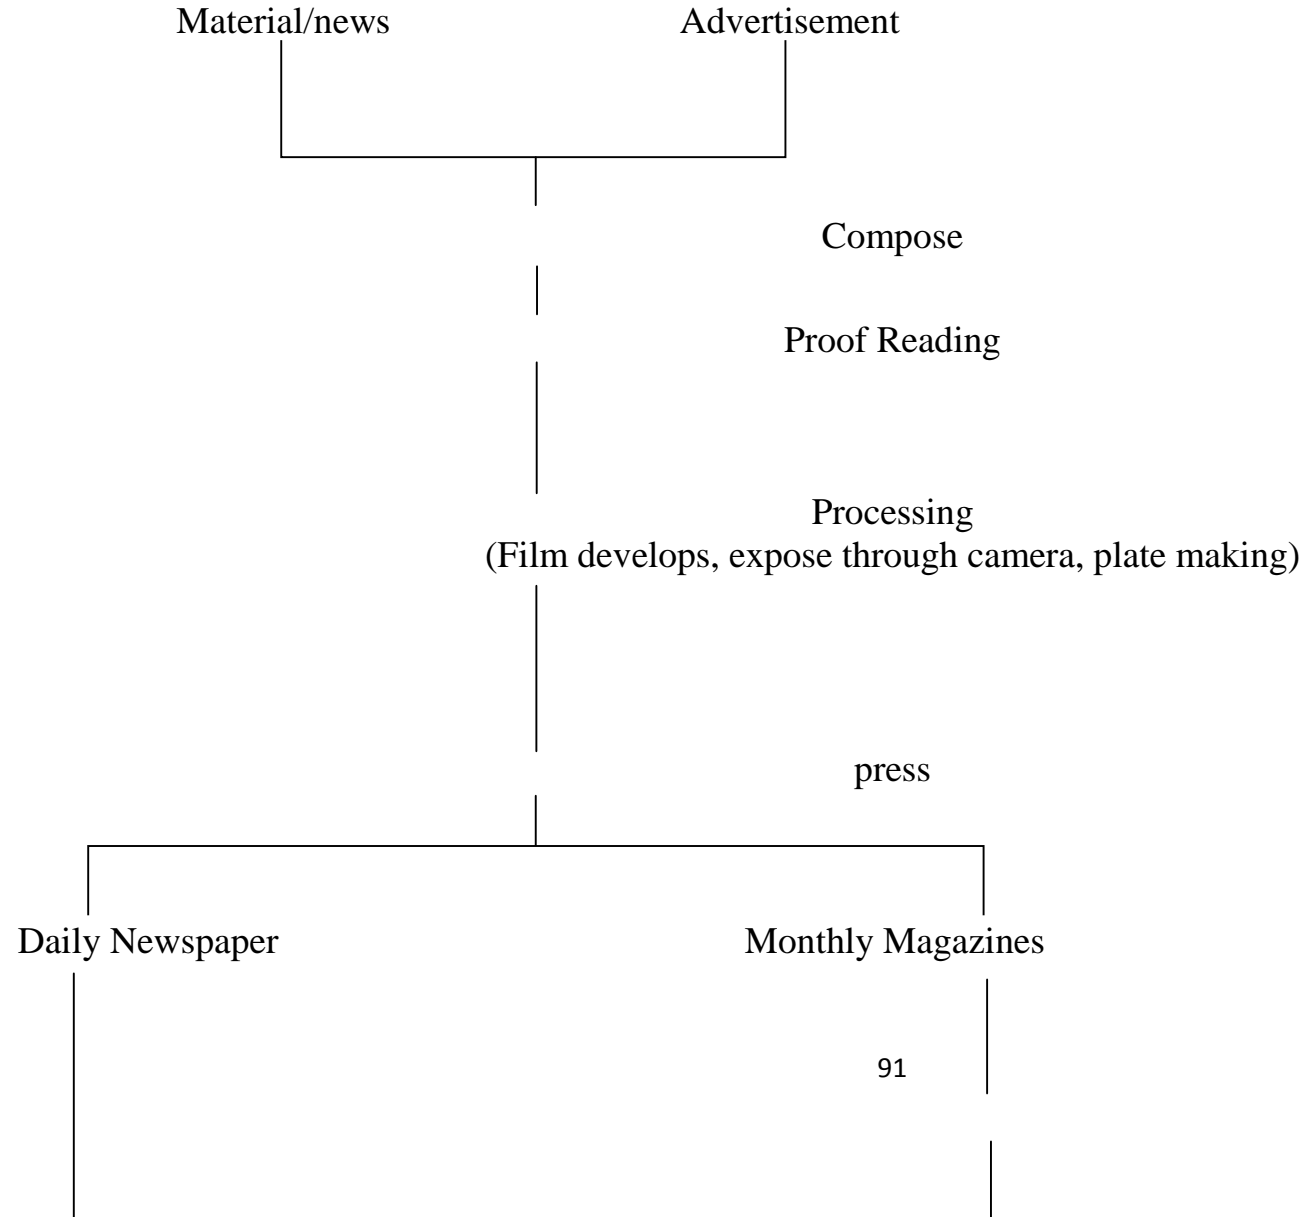 Material/news Advertisement
Compose
Proof Reading
Processing
(Film develops, expose through camera, plate making)
press
Daily Newspaper Monthly Magazines
91